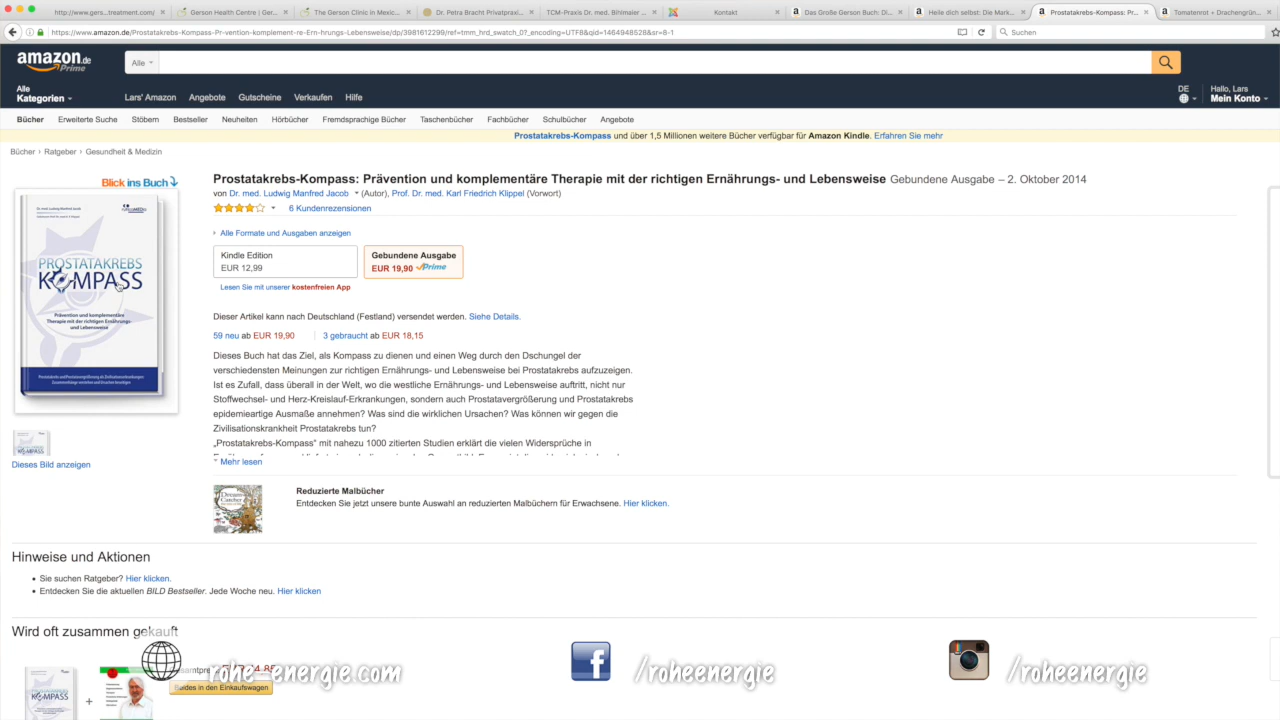 http://www.gers...treatment.com/
Gerson Health Centre | Ger...
The Gerson Clinic in Mexic...
Dr. Petra Bracht Privatpraxi...
TCM-Praxis Dr. med. Bihlmaier ...
Kontakt
Das Große Gerson Buch: Di...
Heile dich selbst: Die Mark...
Prostatakrebs-Kompass: Pr...
Tomatenrot + Drachengrün...
https://www.amazon.de/Prostatakrebs-Kompass-Pr-vention-komplement-re-Ern-hrungs-Lebensweise/dp/3981612299/ref=tmm_hrd_swatch_0?_encoding=UTF8&qid=1464948528&sr=8-1
Suchen
amazon.de
Prime
Alle
Alle
Kategorien
Lars' Amazon Angebote Gutscheine Verkaufen Hilfe
DE
Hallo, Lars
Mein Konto
Bücher Erweiterte Suche Stöbern Bestseller Neuheiten Hörbücher Fremdsprachige Bücher Taschenbücher Fachbücher Schulbücher Angebote
Prostatakrebs-Kompass und über 1,5 Millionen weitere Bücher verfügbar für Amazon Kindle. Erfahren Sie mehr
Bücher › Ratgeber › Gesundheit & Medizin
Blick ins Buch
Dr. med. Ludwig Manfred Jacob
PROSTATAKREBS
KOMPASS
Prävention und komplementäre
Therapie mit der richtigen Ernährungs-
und Lebensweise
Dieses Bild anzeigen
Prostatakrebs-Kompass: Prävention und komplementäre Therapie mit der richtigen Ernährungs- und Lebensweise Gebundene Ausgabe – 2. Oktober 2014
von Dr. med. Ludwig Manfred Jacob (Autor), Prof. Dr. med. Karl Friedrich Klippel (Vorwort)
6 Kundenrezensionen
Alle Formate und Ausgaben anzeigen
Kindle Edition
EUR 12,99
Gebundene Ausgabe
EUR 19,90 Prime
Lesen Sie mit unserer kostenfreien App
Dieser Artikel kann nach Deutschland (Festland) versendet werden. Siehe Details.
59 neu ab EUR 19,90
3 gebraucht ab EUR 18,15
Dieses Buch hat das Ziel, als Kompass zu dienen und einen Weg durch den Dschungel der
verschiedensten Meinungen zur richtigen Ernährungs- und Lebensweise bei Prostatakrebs aufzuzeigen.
Ist es Zufall, dass überall in der Welt, wo die westliche Ernährungs- und Lebensweise auftritt, nicht nur
Stoffwechsel- und Herz-Kreislauf-Erkrankungen, sondern auch Prostatavergrößerung und Prostatakrebs
epidemieartige Ausmaße annehmen? Was sind die wirklichen Ursachen? Was können wir gegen die
Zivilisationskrankheit Prostatakrebs tun?
„Prostatakrebs-Kompass" mit nahezu 1000 zitierten Studien erklärt die vielen Widersprüche in
Mehr lesen
Reduzierte Malbücher
Entdecken Sie jetzt unsere bunte Auswahl an reduzierten Malbüchern für Erwachsene. Hier klicken.
Hinweise und Aktionen
Sie suchen Ratgeber? Hier klicken.
Entdecken Sie die aktuellen BILD Bestseller. Jede Woche neu. Hier klicken
Wird oft zusammen gekauft
Beides in den Einkaufswagen
rohe-energie.com
/roheenergie
/roheenergie